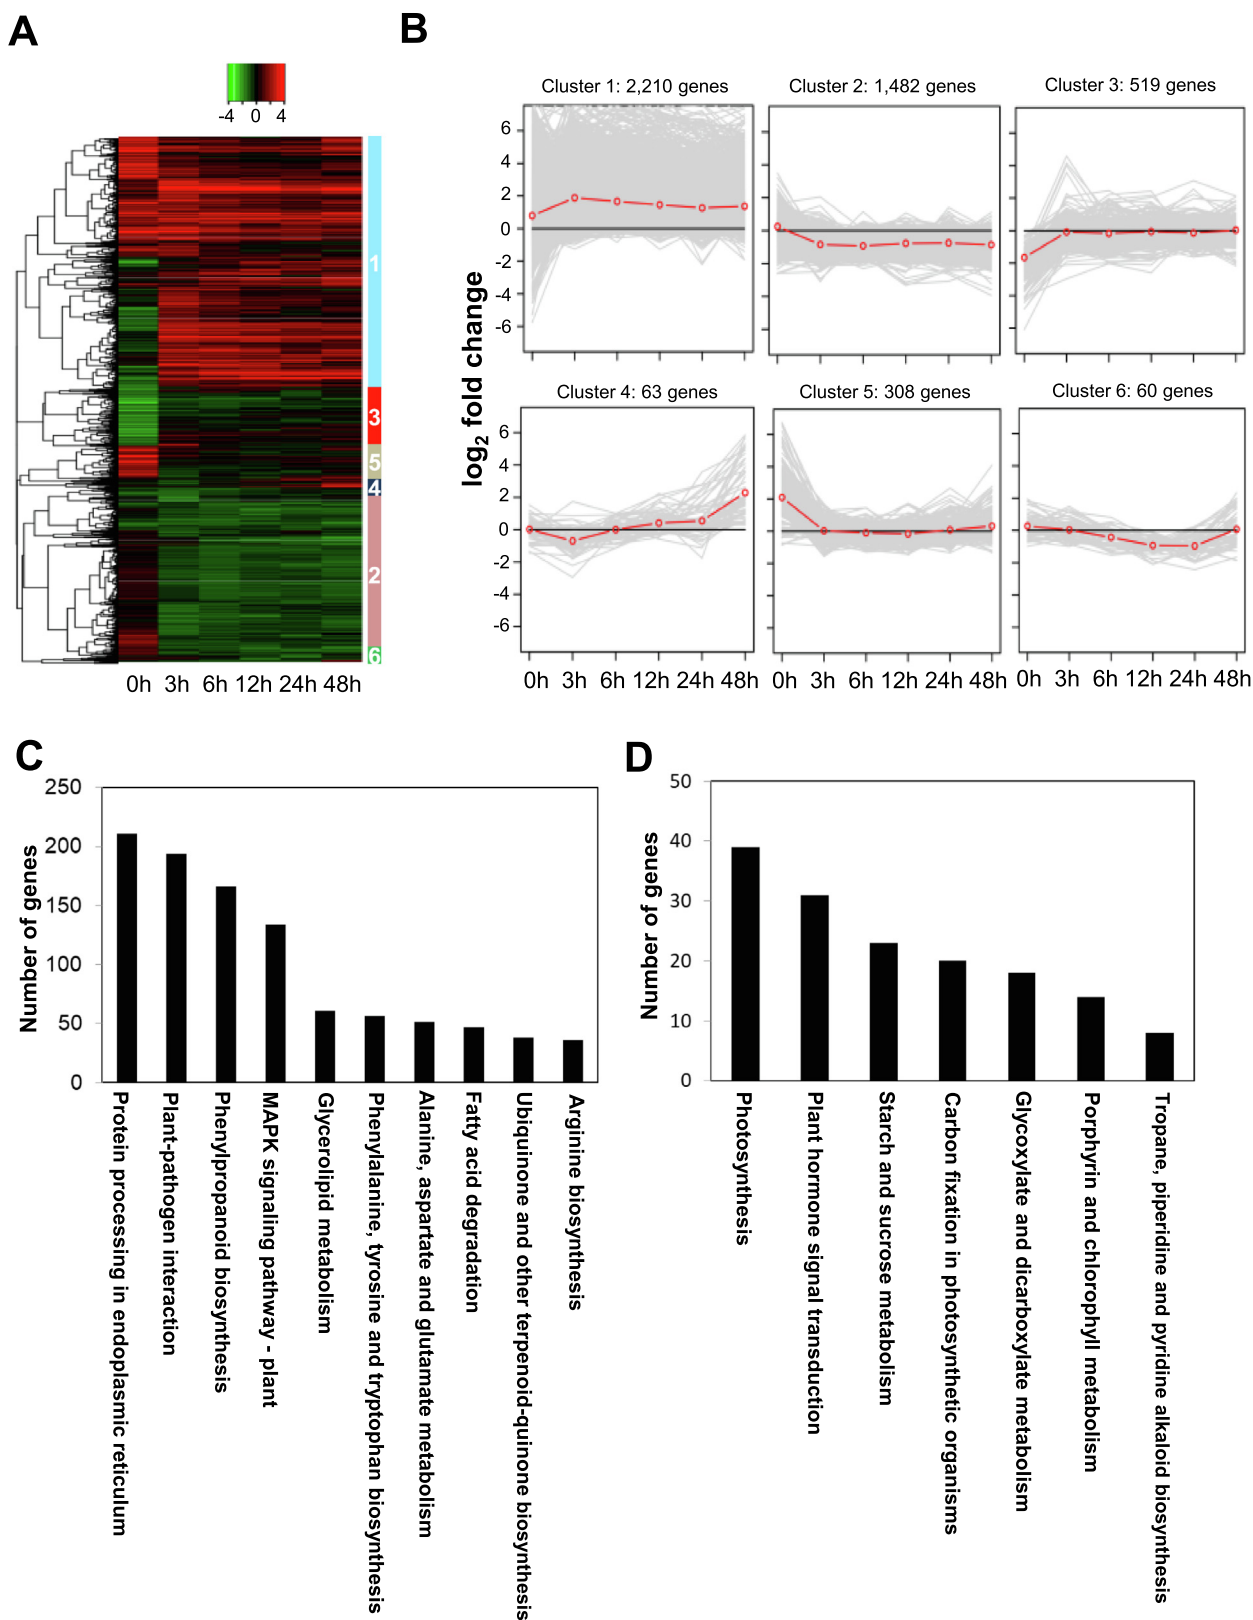 A
B
-4 0 4
1
3
5
4
2
6
0h 3h 6h 12h 24h 48h
log2 fold change
Cluster 1: 2,210 genes
Cluster 2: 1,482 genes
Cluster 3: 519 genes
6
4
2
0
-2
-4
-6
Cluster 4: 63 genes
Cluster 5: 308 genes
Cluster 6: 60 genes
6
4
2
0
-2
-4
-6
0h 3h 6h 12h 24h 48h
0h 3h 6h 12h 24h 48h
0h 3h 6h 12h 24h 48h
C
Number of genes
250
200
150
100
50
0
Protein processing in endoplasmic reticulum
Plant-pathogen interaction
Phenylpropanoid biosynthesis
MAPK signaling pathway - plant
Glycerolipid metabolism
Phenylalanine, tyrosine and tryptophan biosynthesis
Alanine, aspartate and glutamate metabolism
Fatty acid degradation
Ubiquinone and other terpenoid-quinone biosynthesis
Arginine biosynthesis
D
Number of genes
50
40
30
20
10
0
Photosynthesis
Plant hormone signal transduction
Starch and sucrose metabolism
Carbon fixation in photosynthetic organisms
Glycoxylate and dicarboxylate metabolism
Porphyrin and chlorophyll metabolism
Tropane, piperidine and pyridine alkaloid biosynthesis